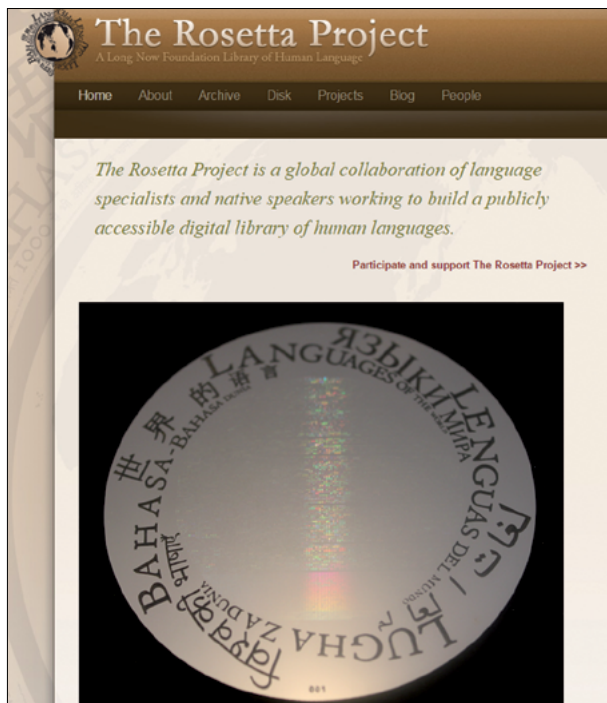 The Rosetta Project
A Long Now Foundation Library of Human Language
Home About Archive Disk Projects Blog People
The Rosetta Project is a global collaboration of language
specialists and native speakers working to build a publicly
accessible digital library of human languages.
Participate and support The Rosetta Project >>
LANGUAGES OF THE WORLD
ЯЗЫКИ МИРА
LENGUAS DEL MUNDO
LUGHA ZA DUNIA
BAHASA-BAHASA DUNIA
世界的语言
001